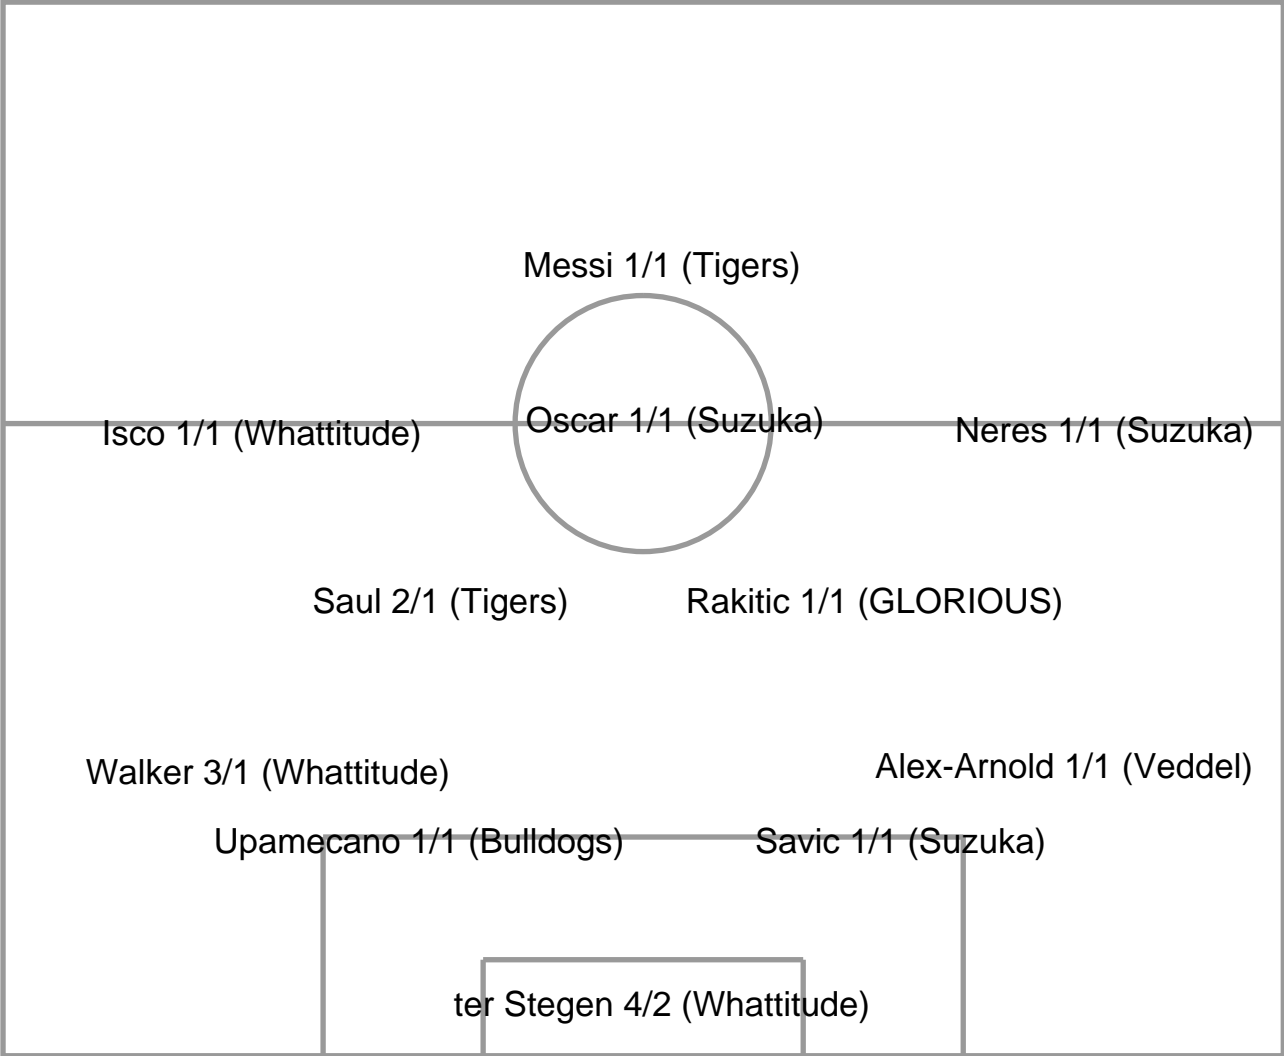 Messi 1/1 (Tigers)
Isco 1/1 (Whattitude)
Oscar 1/1 (Suzuka)
Neres 1/1 (Suzuka)
Saul 2/1 (Tigers)
Rakitic 1/1 (GLORIOUS)
Walker 3/1 (Whattitude)
Alex-Arnold 1/1 (Veddel)
Upamecano 1/1 (Bulldogs)
Savic 1/1 (Suzuka)
ter Stegen 4/2 (Whattitude)